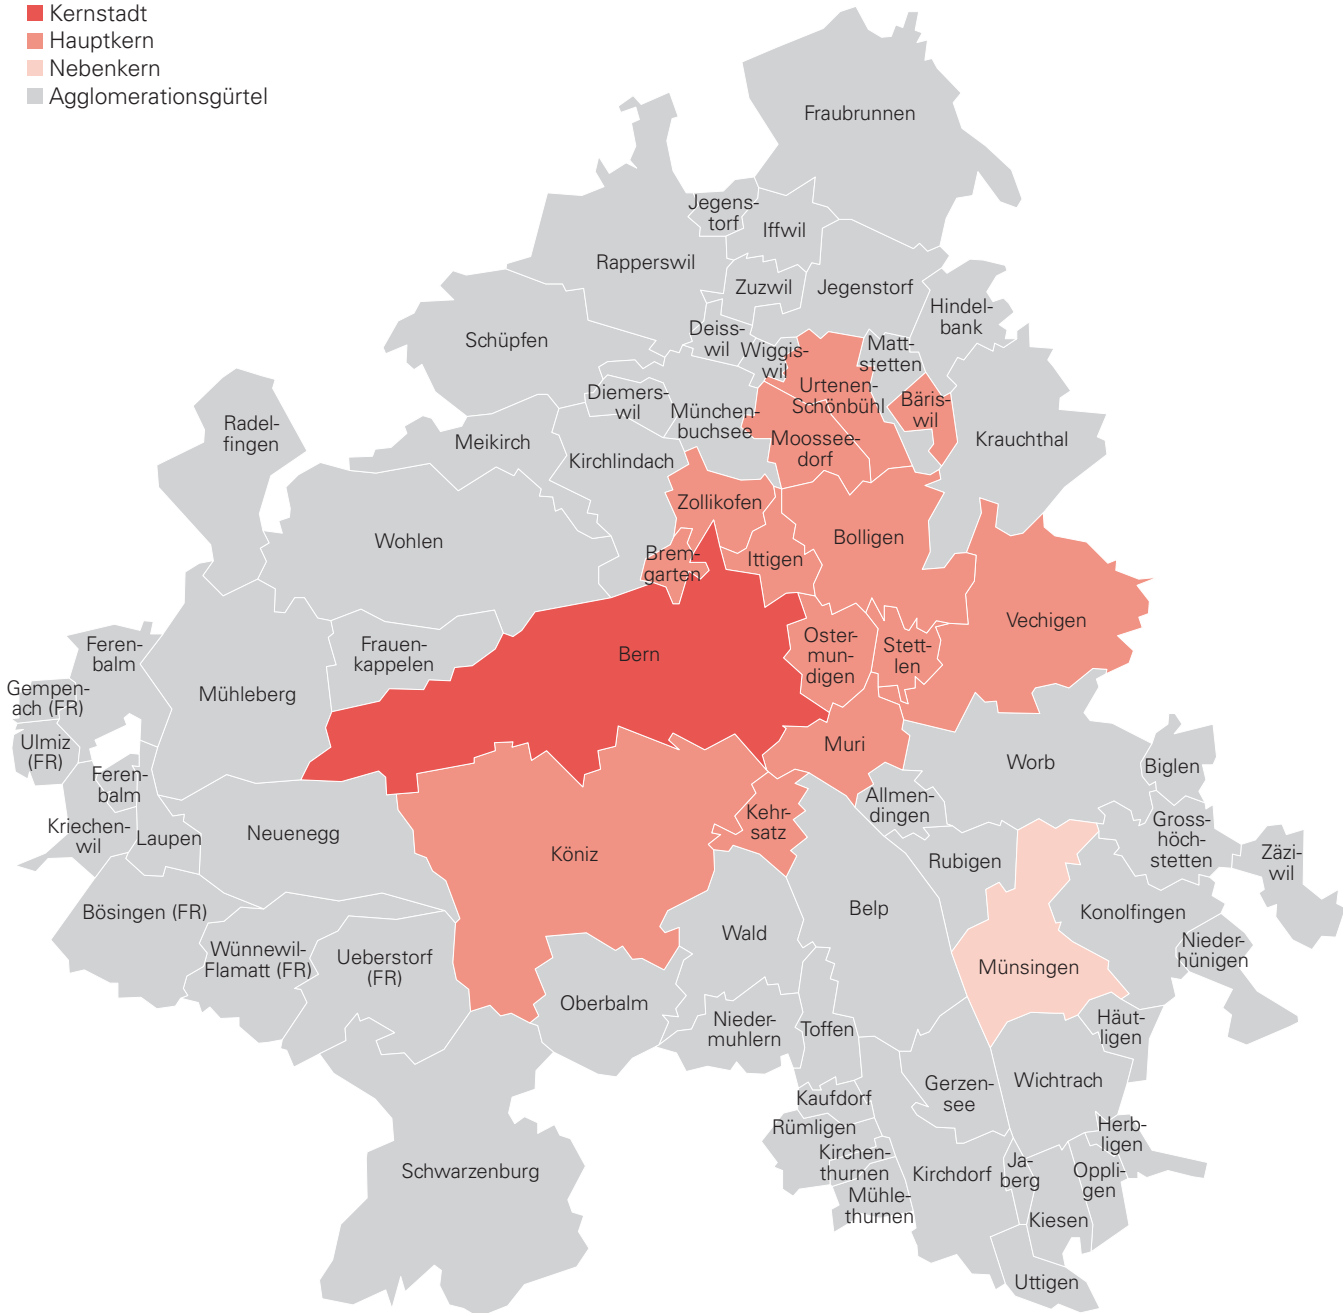 Kernstadt
Hauptkern
Nebenkern
Agglomerationsgürtel
Fraubrunnen
Jegens-
torf
Iffwil
Rapperswil
Zuzwil
Jegenstorf
Hindel-
bank
Schüpfen
Deiss-
wil
Wiggis-
wil
Matt-
stetten
Urtenen-
Schönbühl
Bäris-
wil
Diemers-
wil
München-
buchsee
Radel-
fingen
Meikirch
Kirchlindach
Moossee-
dorf
Krauchthal
Zollikofen
Wohlen
Bolligen
Brem-
garten
Ittigen
Vechigen
Feren-
balm
Frauen-
kappelen
Bern
Oster-
mun-
digen
Stett-
len
Gempen-
ach (FR)
Mühleberg
Ulmiz
(FR)
Muri
Worb
Biglen
Feren-
balm
Allmen-
dingen
Kriechen-
wil
Laupen
Neuenegg
Kehr-
satz
Gross-
höch-
stetten
Zäzi-
wil
Köniz
Rubigen
Bösingen (FR)
Belp
Konolfingen
Wünnewil-
Flamatt (FR)
Ueberstorf
(FR)
Wald
Nieder-
hünigen
Münsingen
Oberbalm
Nieder-
muhlern
Toffen
Häut-
ligen
Gerzen-
see
Wichtrach
Kaufdorf
Rümligen
Herb-
ligen
Kirchen-
thurnen
Schwarzenburg
Kirchdorf
Ja-
berg
Oppli-
gen
Mühle-
thurnen
Kiesen
Uttigen